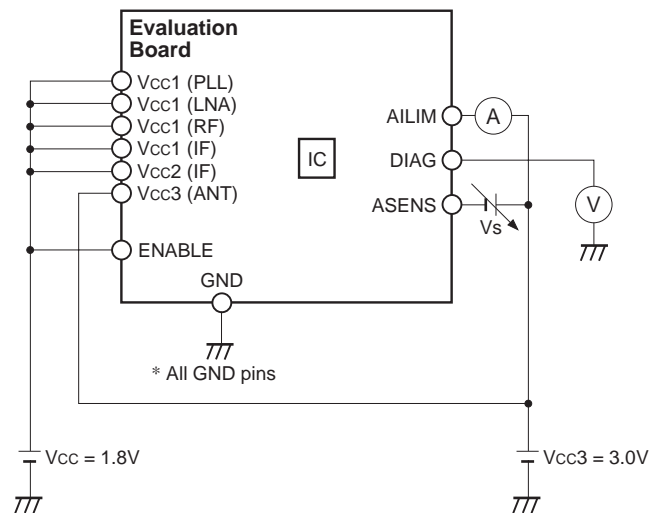 Evaluation
Board
Vcc1 (PLL)
Vcc1 (LNA)
Vcc1 (RF)
Vcc1 (IF)
Vcc2 (IF)
Vcc3 (ANT)
ENABLE
GND
IC
AILIM
DIAG
ASENS
A
V
Vs
* All GND pins
Vcc = 1.8V
Vcc3 = 3.0V